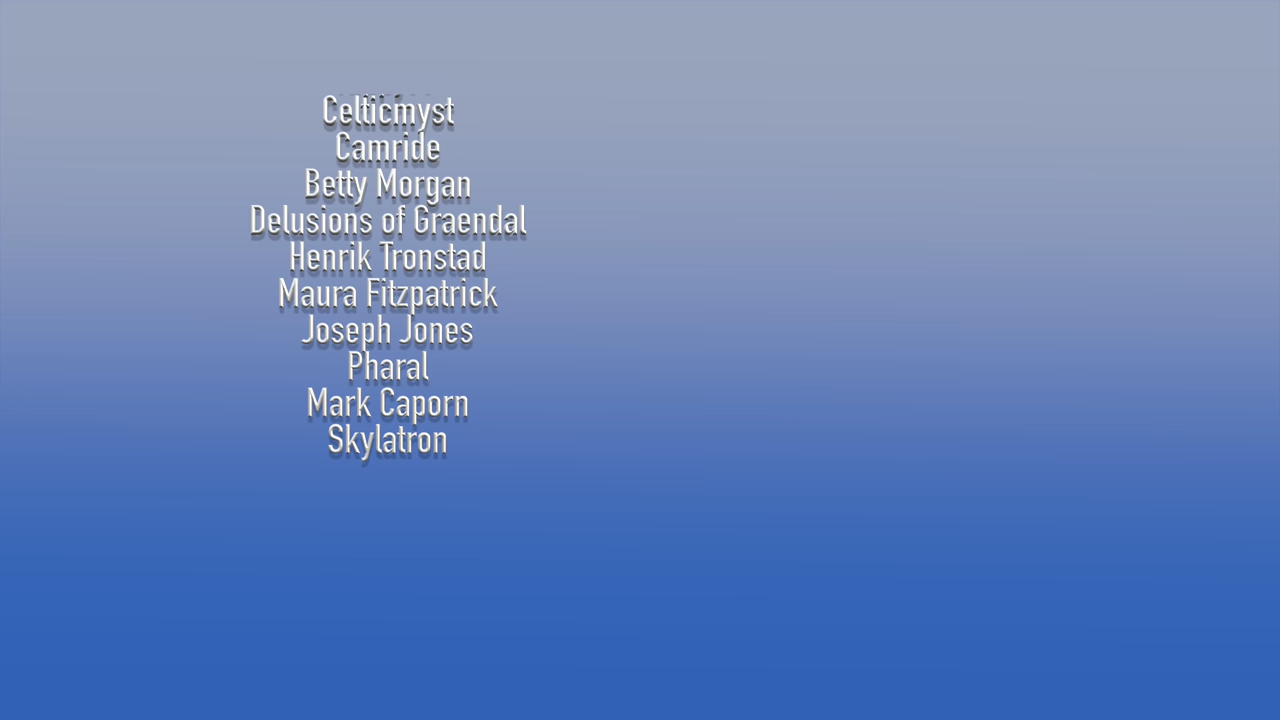 Celticmyst
Camride
Betty Morgan
Delusions of Graendal
Henrik Tronstad
Maura Fitzpatrick
Joseph Jones
Pharal
Mark Caporn
Skylatron